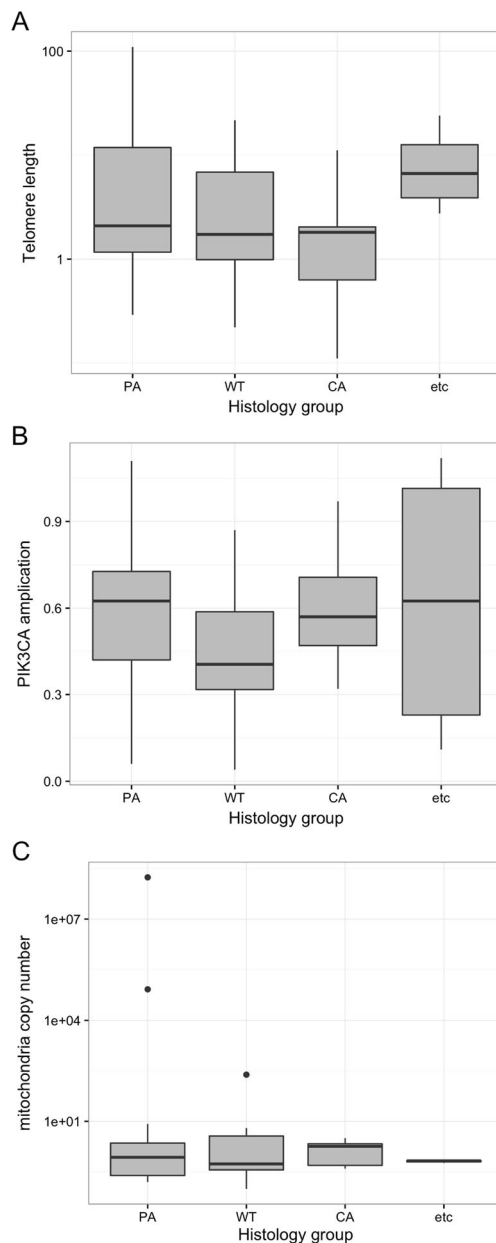 A
100
1
Telomere length
PA WT CA etc
Histology group
B
0.9
0.6
0.3
0.0
PIK3CA amplication
PA WT CA etc
Histology group
C
1e+07
1e+04
1e+01
mitochondria copy number
PA WT CA etc
Histology group